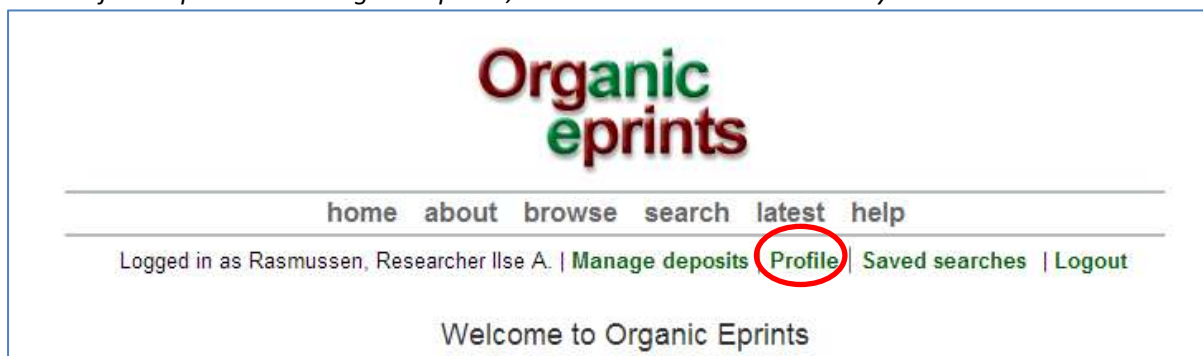 Organic
eprints
home about browse search latest help
Logged in as Rasmussen, Researcher Ilse A. | Manage deposits | Profile | Saved searches | Logout
Welcome to Organic Eprints